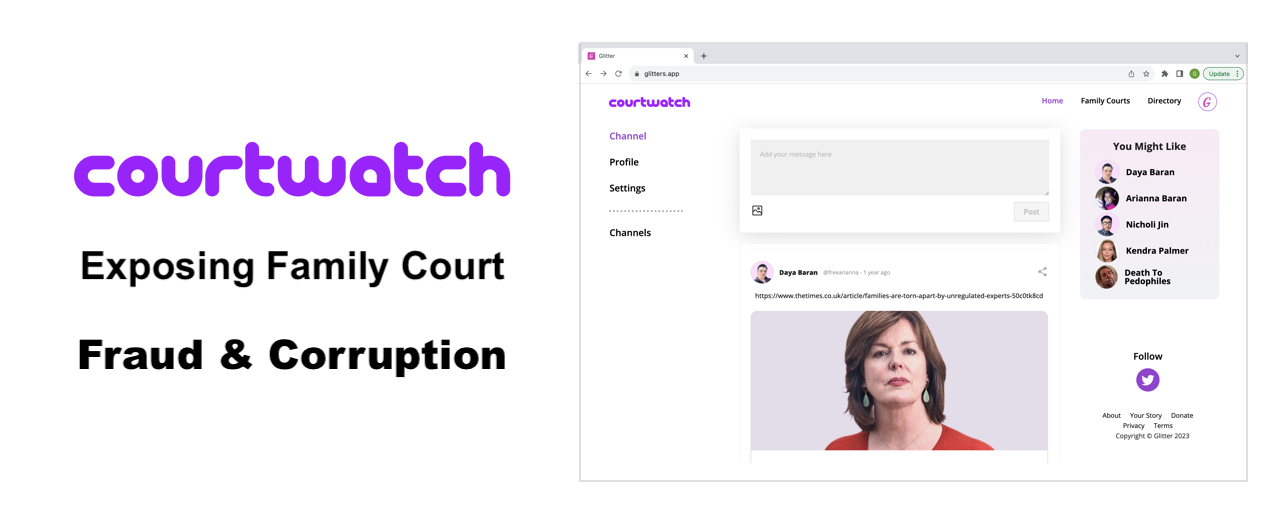 courtwatch
Exposing Family Court
Fraud & Corruption
Glitter
glitters.app
G
Update
courtwatch
Home
Family Courts
Directory
G
Channel
Profile
Settings
Channels
Add your message here
Post
Daya Baran @freearianna - 1 year ago
https://www.thetimes.co.uk/article/families-are-torn-apart-by-unregulated-experts-50c0tk8cd
You Might Like
Daya Baran
Arianna Baran
Nicholi Jin
Kendra Palmer
Death To
Pedophiles
Follow
About Your Story Donate
Privacy Terms
Copyright © Glitter 2023